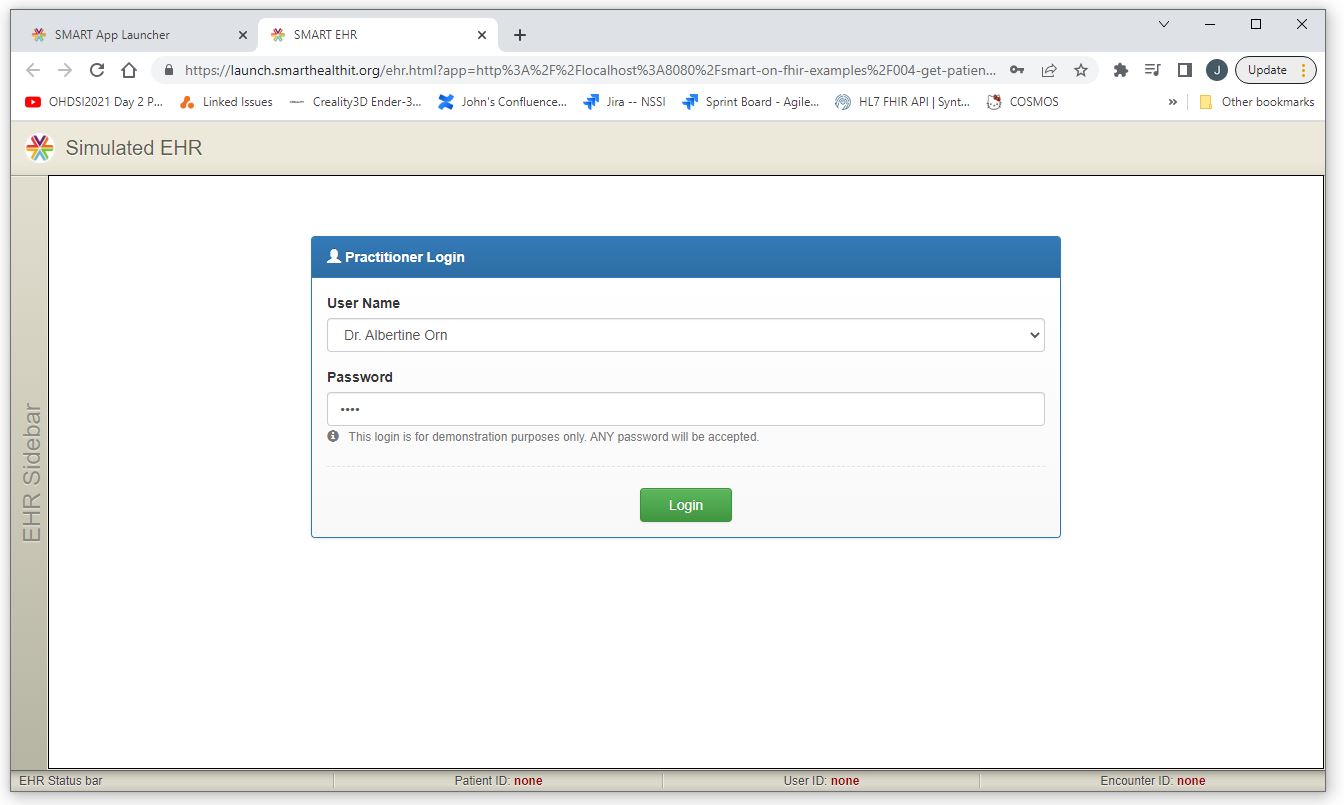 SMART App Launcher
SMART EHR
https://launch.smarthealthit.org/ehr.html?app=http%3A%2F%2Flocalhost%3A8080%2Fsmart-on-fhir-examples%2F004-get-patien...
J
Update
OHDSI2021 Day 2 P...
Linked Issues
Creality3D Ender-3...
John's Confluence...
Jira -- NSSI
Sprint Board - Agile...
HL7 FHIR API | Synt...
COSMOS
»
Other bookmarks
Simulated EHR
EHR Sidebar
Practitioner Login
User Name
Dr. Albertine Orn
Password
••••
This login is for demonstration purposes only. ANY password will be accepted.
Login
EHR Status bar
Patient ID: none
User ID: none
Encounter ID: none